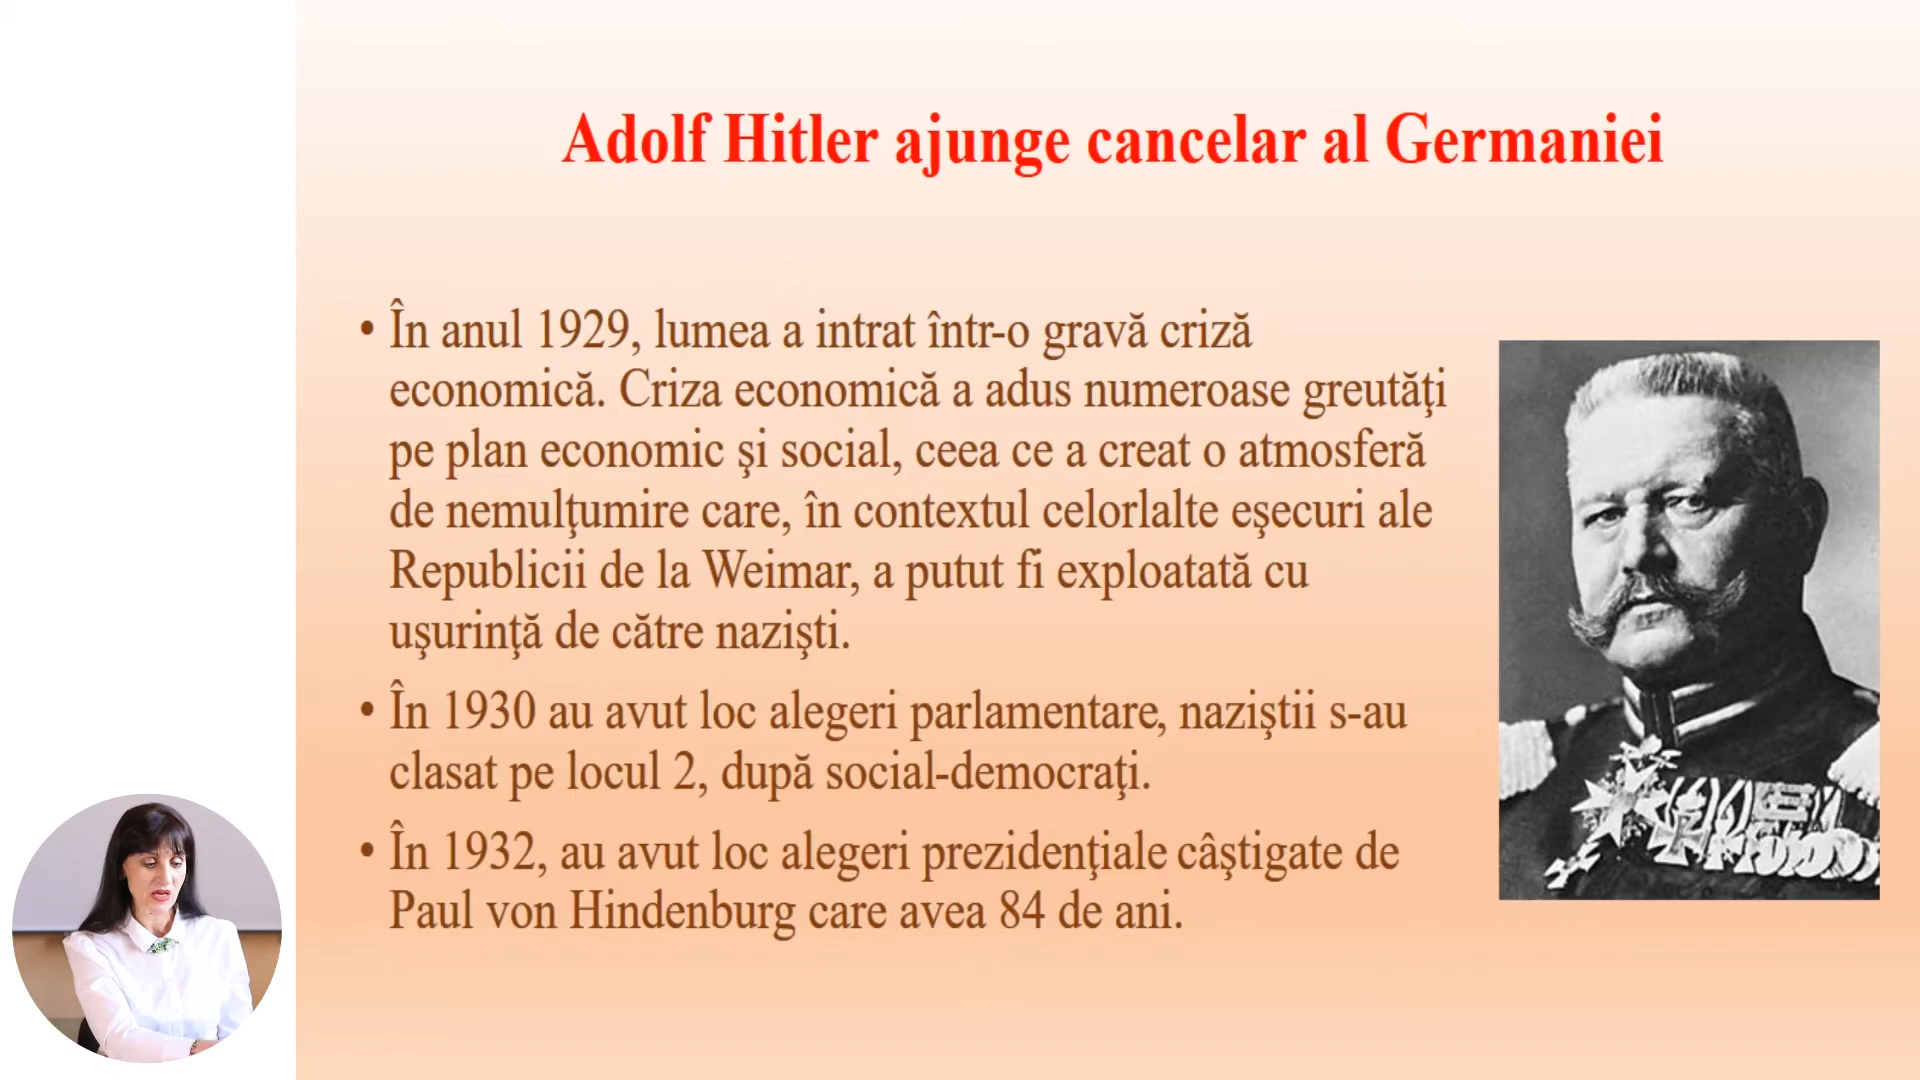 Adolf Hitler ajunge cancelar al Germaniei
• În anul 1929, lumea a intrat într-o gravă criză
economică. Criza economică a adus numeroase greutăţi
pe plan economic şi social, ceea ce a creat o atmosferă
de nemulţumire care, în contextul celorlalte eşecuri ale
Republicii de la Weimar, a putut fi exploatată cu
uşurinţă de către nazişti.
• În 1930 au avut loc alegeri parlamentare, naziştii s-au
clasat pe locul 2, după social-democraţi.
• În 1932, au avut loc alegeri prezidenţiale câştigate de
Paul von Hindenburg care avea 84 de ani.